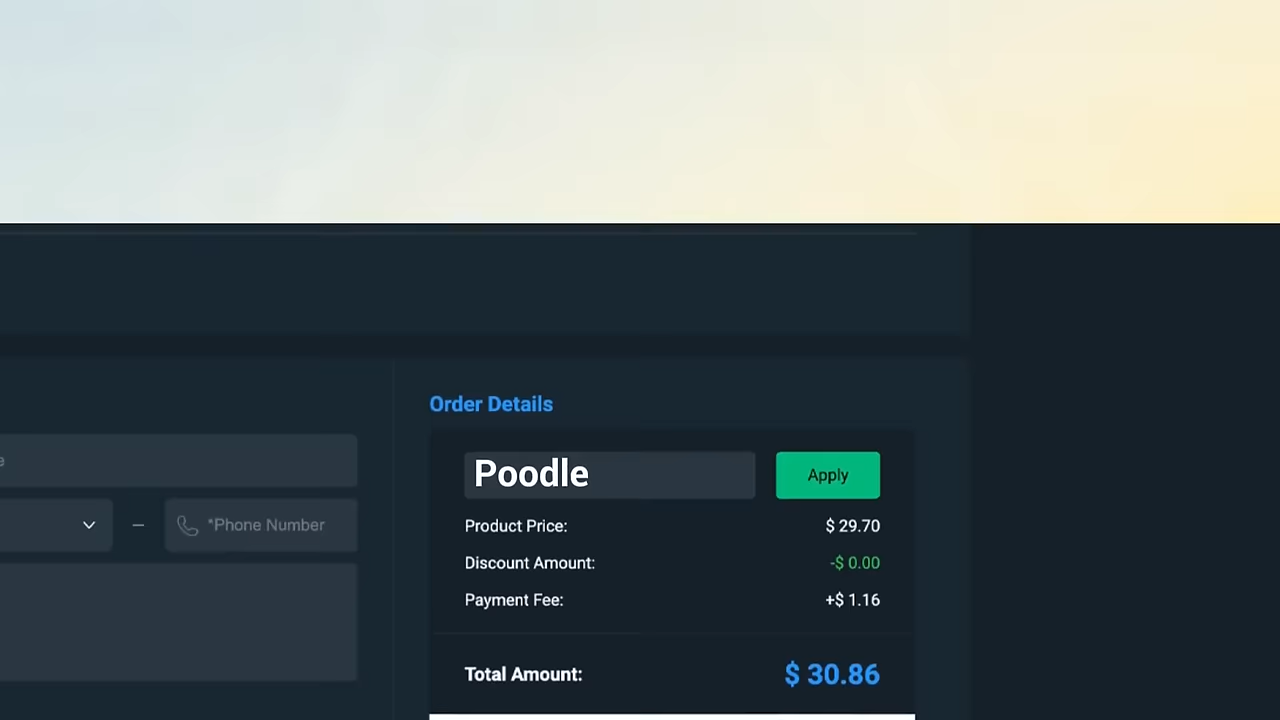 Order Details
Poodle
Apply
*Phone Number
Product Price:
$ 29.70
Discount Amount:
-$ 0.00
Payment Fee:
+$ 1.16
Total Amount:
$ 30.86